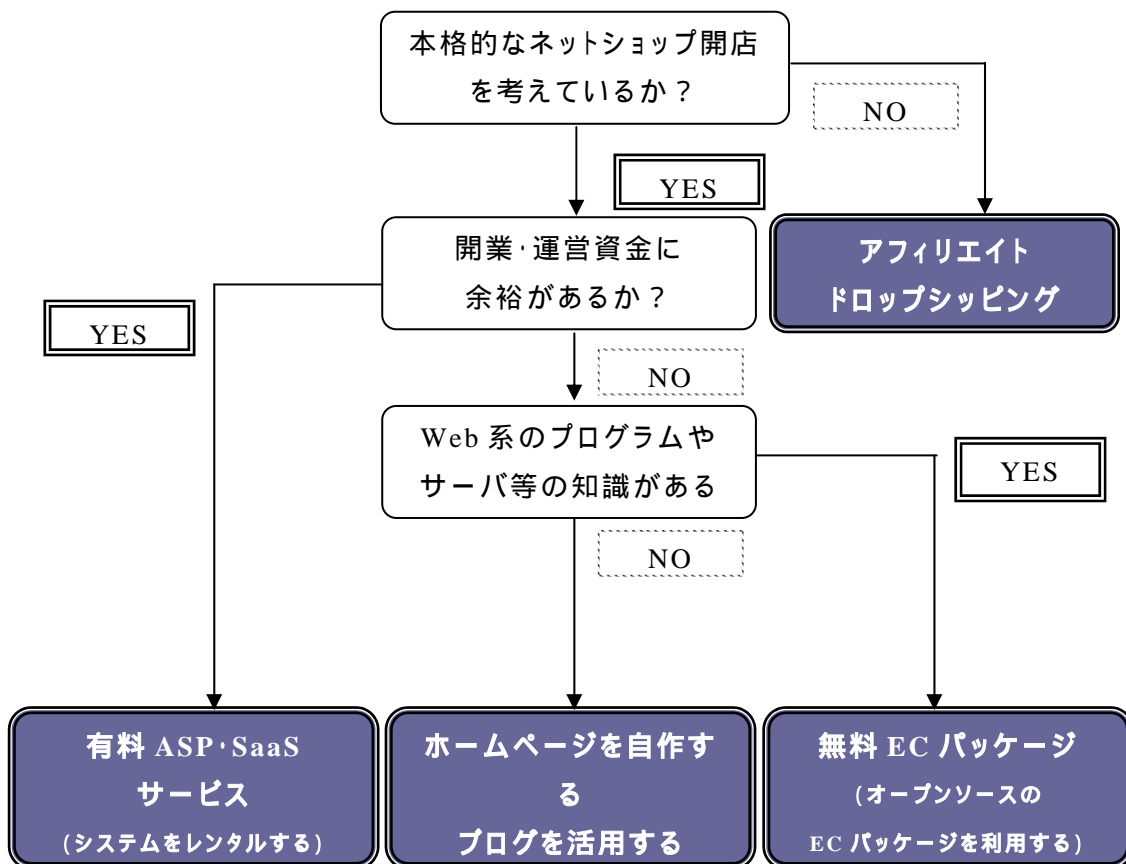 本格的なネットショップ開店
を考えているか？
NO
YES
開業・運営資金に
余裕があるか？
アフィリエイト
ドロップシッピング
YES
NO
Web 系のプログラムや
サーバ等の知識がある
YES
NO
有料 ASP・SaaS
サービス
(システムをレンタルする)
ホームページを自作す
る
ブログを活用する
無料 EC パッケージ
(オープンソースの
EC パッケージを利用する)